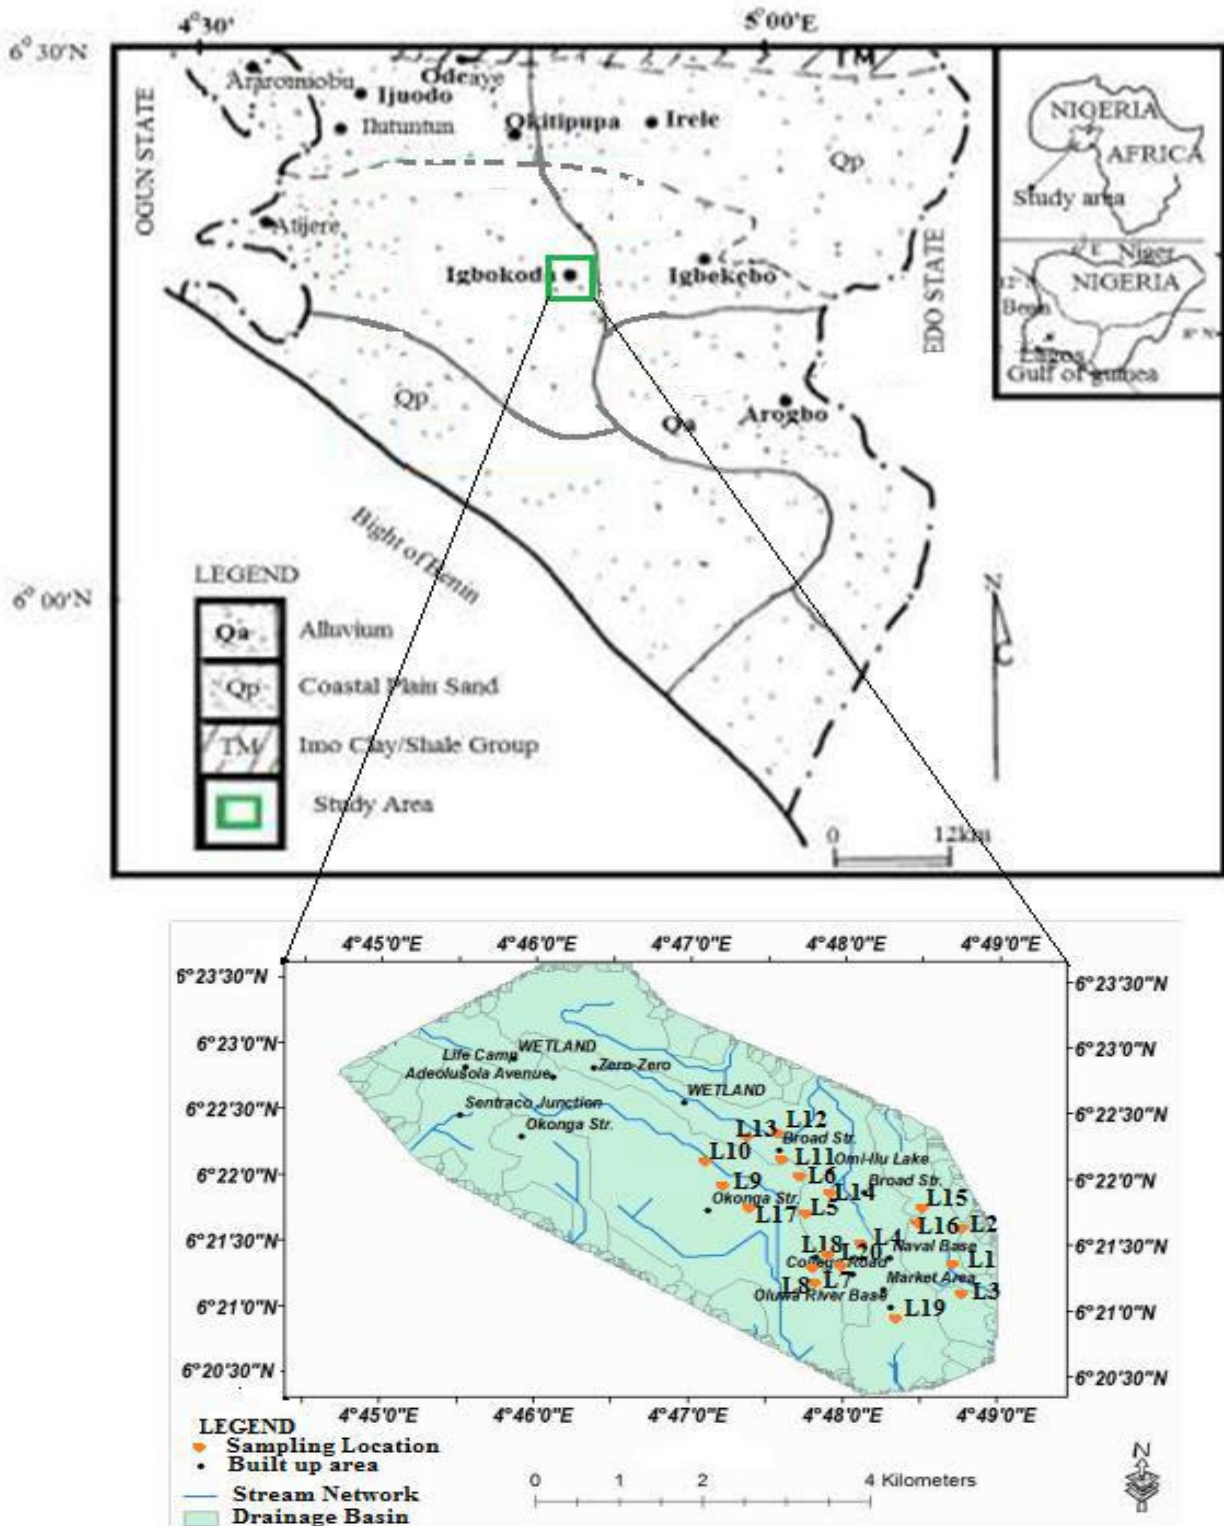 4°30' 5°00'E
6°30'N
OGUN STATE
Araromiobu
Odeaye
Ijuodo
Ilutuntun
Okitipupa
Irele
TM
Qp
NIGERIA
AFRICA
Study area
Atijere
Igbokoda
Igbekebo
EDO STATE
Niger
NIGERIA
Benin
8° N
Lagos
Gulf of guinea
Qp
Qa
Arogbo
Bight of Benin
6°00'N
LEGEND
Qa Alluvium
Qp Coastal Plain Sand
TM Imo Clay/Shale Group
Study Area
0 12km
4°45'0"E 4°46'0"E 4°47'0"E 4°48'0"E 4°49'0"E
6°23'30"N 6°23'30"N
6°23'0"N 6°23'0"N
WETLAND
Life Camp
Adeolusola Avenue
Zero-Zero
WETLAND
6°22'30"N 6°22'30"N
Sentraco Junction
Okonga Str.
L13 L12
Broad Str.
L10 L11 Omi-Ilu Lake
6°22'0"N 6°22'0"N
L9 L6 Broad Str.
Okonga Str. L14
L17 L5 L15
L16 L2
6°21'30"N 6°21'30"N
L18 L4 Naval Base
College Road L20 L1
L8 L7 Market Area
Oluwa River Base L3
6°21'0"N L19 6°21'0"N
6°20'30"N 6°20'30"N
4°45'0"E 4°46'0"E 4°47'0"E 4°48'0"E 4°49'0"E
LEGEND
Sampling Location
Built up area
Stream Network
Drainage Basin
0 1 2 4 Kilometers
N